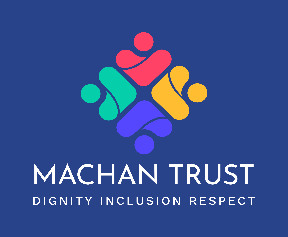 MACHAN TRUST
DIGNITY INCLUSION RESPECT